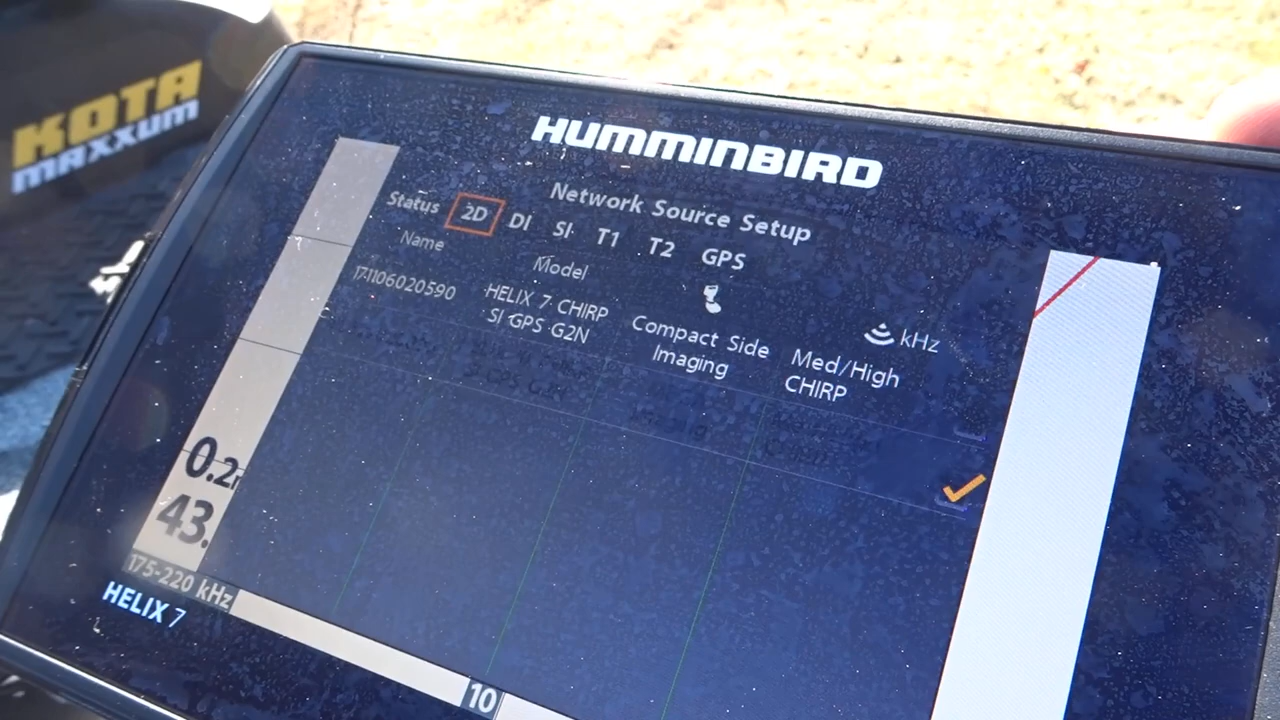 KOTA
MAXXUM
HUMMINBIRD
Network Source Setup
Status 2D DI SI T1 T2 GPS
Name Model kHz
171106020590 HELIX 7 CHIRP
SI GPS G2N Compact Side
Imaging Med/High
CHIRP
0.2
43.
175-220 kHz
HELIX 7
10